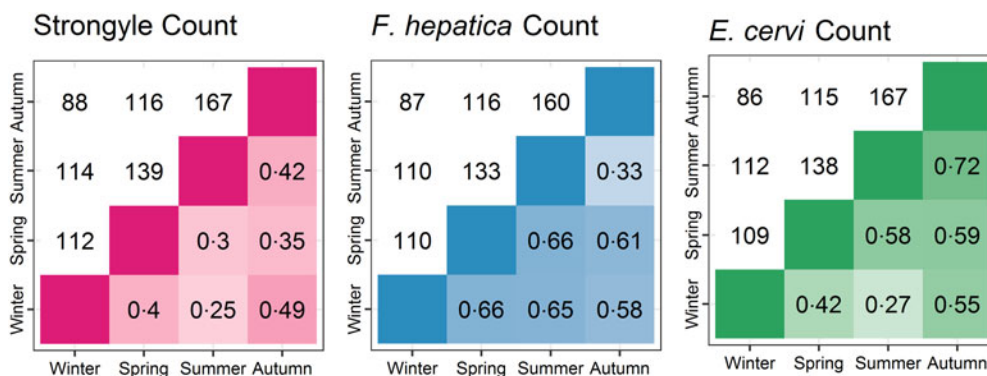 Strongyle Count
Autumn 88 116 167
Summer 114 139 0·42
Spring 112 0·3 0·35
Winter 0·4 0·25 0·49
Winter Spring Summer Autumn
F. hepatica Count
Autumn 87 116 160
Summer 110 133 0·33
Spring 110 0·66 0·61
Winter 0·66 0·65 0·58
Winter Spring Summer Autumn
E. cervi Count
Autumn 86 115 167
Summer 112 138 0·72
Spring 109 0·58 0·59
Winter 0·42 0·27 0·55
Winter Spring Summer Autumn